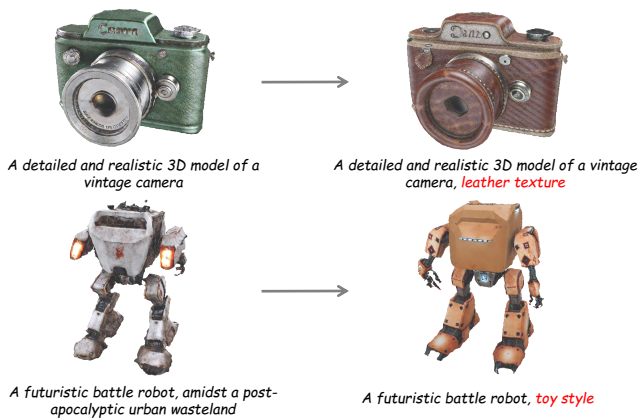 A detailed and realistic 3D model of a
vintage camera
A detailed and realistic 3D model of a vintage
camera, leather texture
A futuristic battle robot, amidst a post-
apocalyptic urban wasteland
A futuristic battle robot, toy style